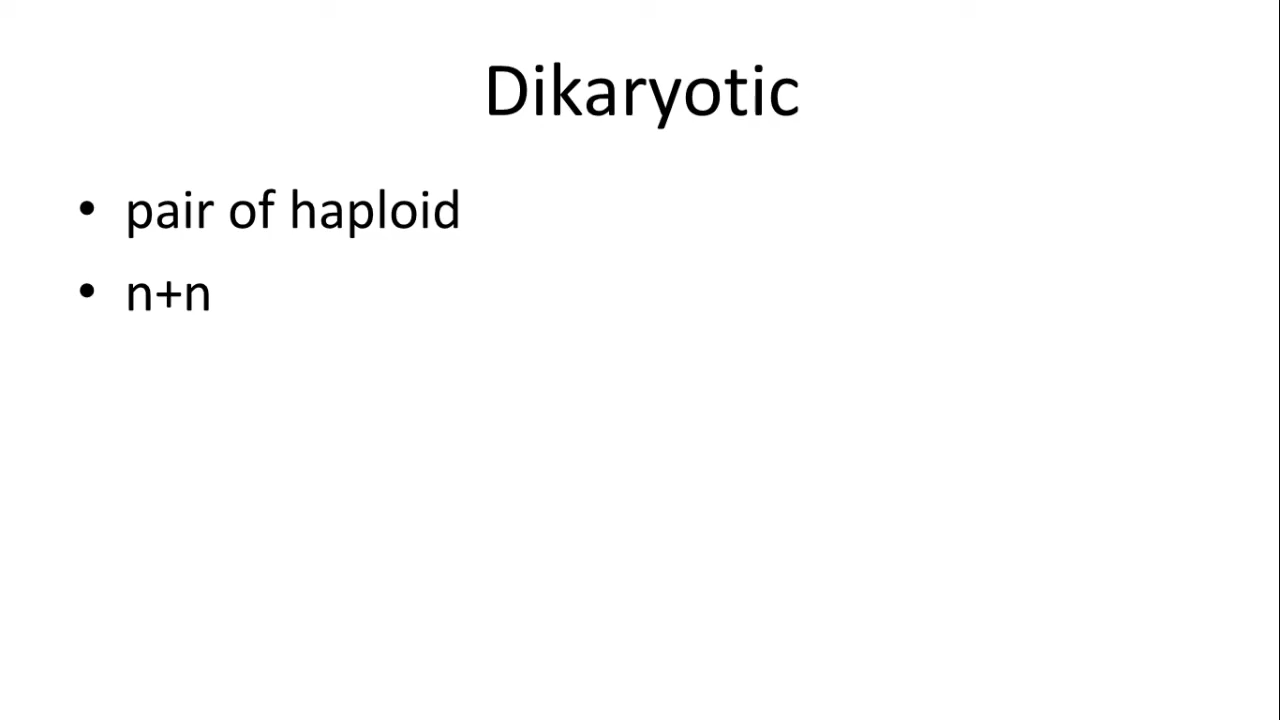 Dikaryotic
• pair of haploid
• n+n